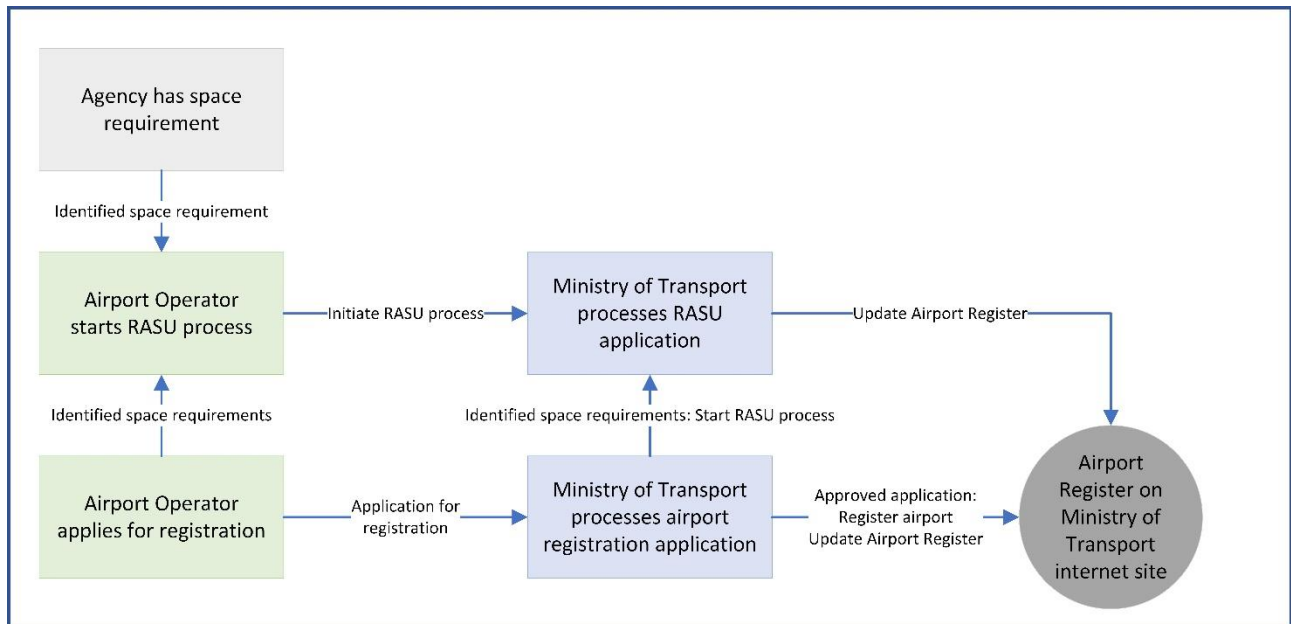 Agency has space
requirement
Identified space requirement
Airport Operator
starts RASU process
Initiate RASU process
Ministry of Transport
processes RASU
application
Update Airport Register
Identified space requirements
Identified space requirements: Start RASU process
Airport Operator
applies for registration
Application for
registration
Ministry of Transport
processes airport
registration application
Approved application:
Register airport
Update Airport Register
Airport
Register on
Ministry of
Transport
internet site